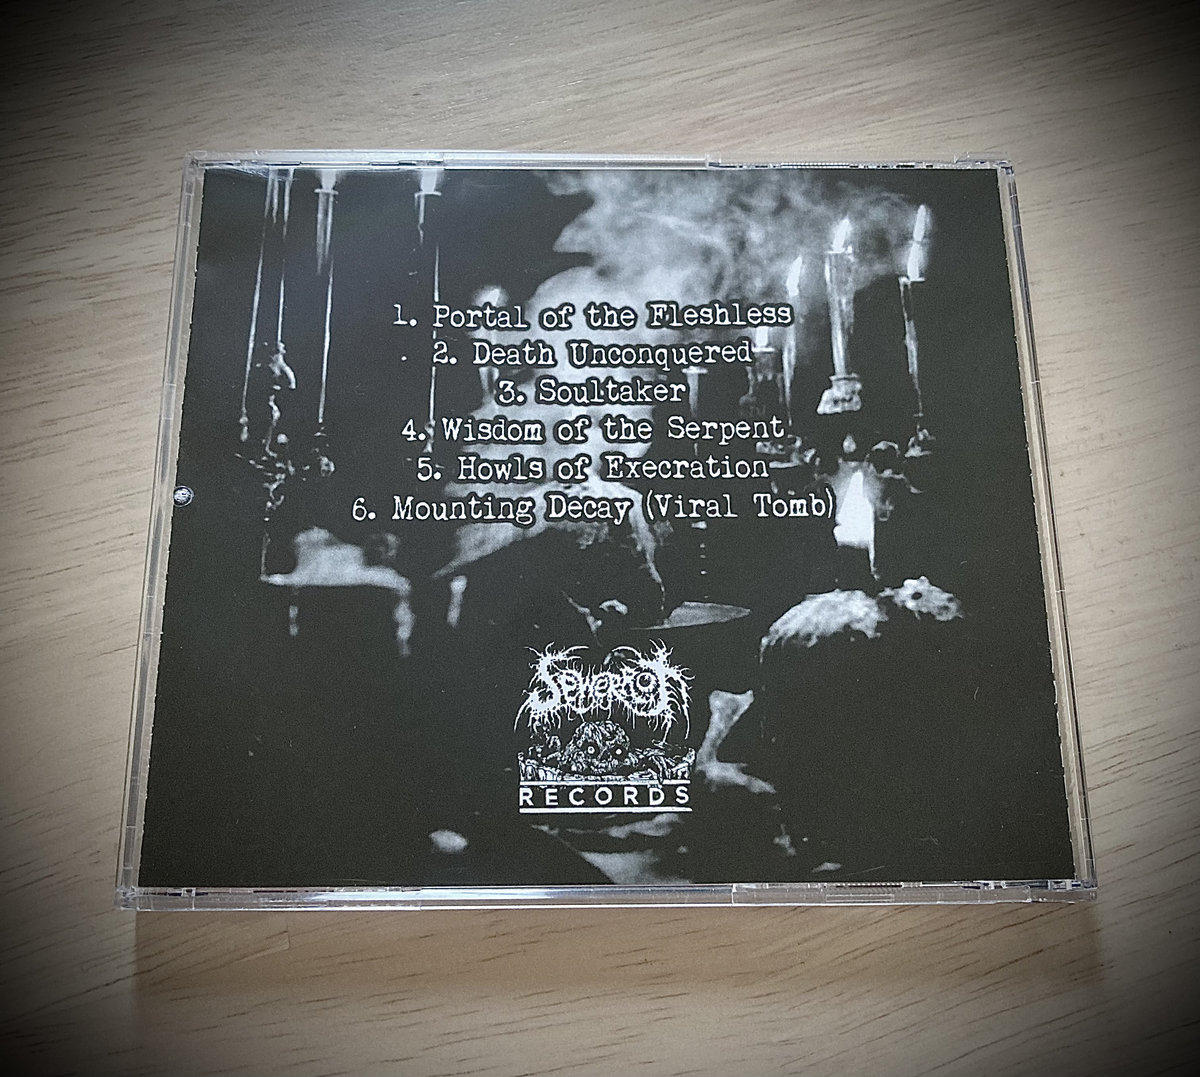 1. Portal of the Fleshless
2. Death Unconquered
3. Soultaker
4. Wisdom of the Serpent
5. Howls of Execration
6. Mounting Decay (Viral Tomb)
SEWERROT
RECORDS